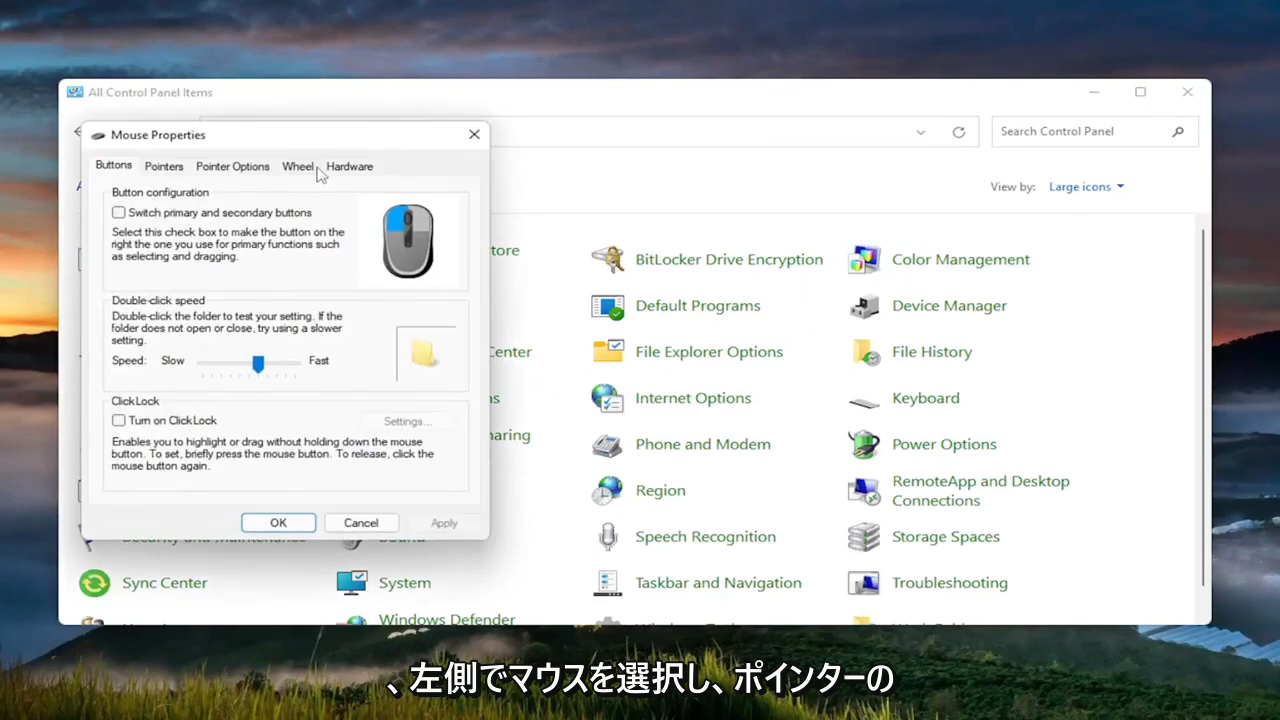 All Control Panel Items
Mouse Properties
Search Control Panel
Buttons Pointers Pointer Options Wheel Hardware
View by: Large icons
Button configuration
Switch primary and secondary buttons
Select this check box to make the button on the
right the one you use for primary functions such
as selecting and dragging.
Double-click speed
Double-click the folder to test your setting. If the
folder does not open or close, try using a slower
setting.
Speed: Slow Fast
ClickLock
Turn on ClickLock
Settings...
Enables you to highlight or drag without holding down the mouse
button. To set, briefly press the mouse button. To release, click the
mouse button again.
OK Cancel Apply
BitLocker Drive Encryption
Color Management
Default Programs
Device Manager
Center
File Explorer Options
File History
Internet Options
Keyboard
haring
Phone and Modem
Power Options
Region
RemoteApp and Desktop
Connections
Speech Recognition
Storage Spaces
Sync Center
System
Taskbar and Navigation
Troubleshooting
Windows Defender
、左側でマウスを選択し、ポインターの